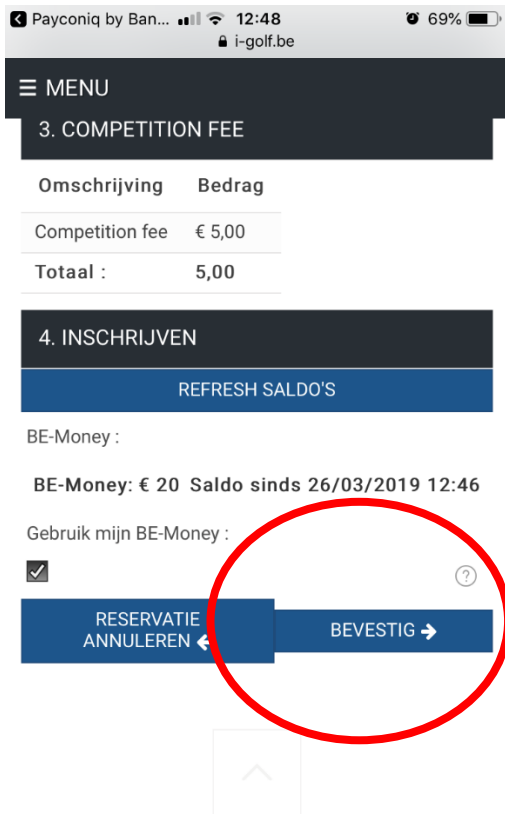 Payconiq by Ban... 12:48 69%
i-golf.be
☰ MENU
3. COMPETITION FEE
Omschrijving Bedrag
Competition fee € 5,00
Totaal : 5,00
4. INSCHRIJVEN
REFRESH SALDO'S
BE-Money :
BE-Money: € 20 Saldo sinds 26/03/2019 12:46
Gebruik mijn BE-Money :
?
RESERVATIE
ANNULEREN ←
BEVESTIG →